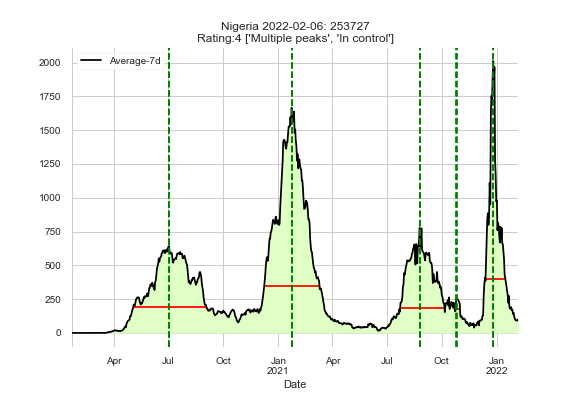 Nigeria 2022-02-06: 253727
Rating:4 ['Multiple peaks', 'In control']
Average-7d
2000
1750
1500
1250
1000
750
500
250
0
Apr Jul Oct Jan Apr Jul Oct Jan
2021 2022
Date